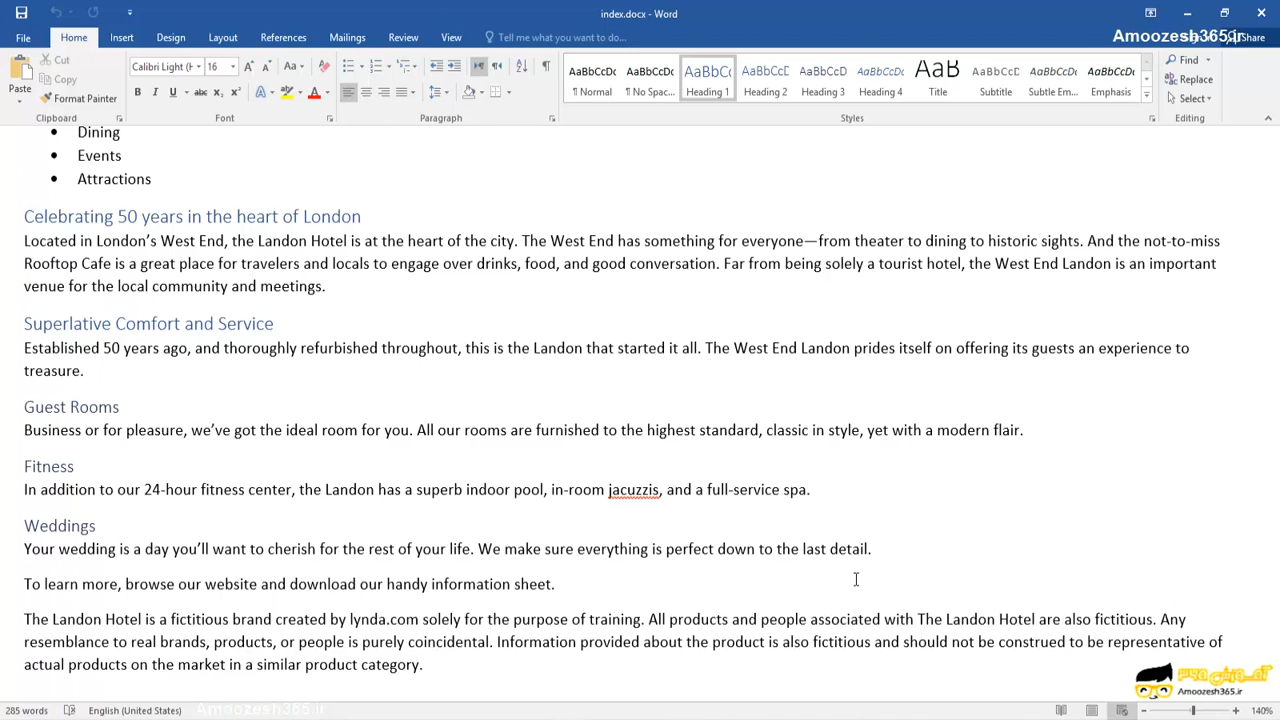 index.docx - Word
File Home Insert Design Layout References Mailings Review View Tell me what you want to do... Amoozesh365.ir Share
Paste Cut Copy Format Painter Clipboard
Calibri Light (H 16 Font
Paragraph
AaBbCcDc ¶ Normal AaBbCcDc ¶ No Spac... AaBbC( Heading 1 AaBbCcD Heading 2 AaBbCcD Heading 3 AaBbCcDc Heading 4 AaB Title AaBbCcD Subtitle AaBbCcDc Subtle Em... AaBbCcDc Emphasis Styles
Find Replace Select Editing
• Dining
• Events
• Attractions
Celebrating 50 years in the heart of London
Located in London’s West End, the Landon Hotel is at the heart of the city. The West End has something for everyone—from theater to dining to historic sights. And the not-to-miss
Rooftop Cafe is a great place for travelers and locals to engage over drinks, food, and good conversation. Far from being solely a tourist hotel, the West End Landon is an important
venue for the local community and meetings.
Superlative Comfort and Service
Established 50 years ago, and thoroughly refurbished throughout, this is the Landon that started it all. The West End Landon prides itself on offering its guests an experience to
treasure.
Guest Rooms
Business or for pleasure, we’ve got the ideal room for you. All our rooms are furnished to the highest standard, classic in style, yet with a modern flair.
Fitness
In addition to our 24-hour fitness center, the Landon has a superb indoor pool, in-room jacuzzis, and a full-service spa.
Weddings
Your wedding is a day you’ll want to cherish for the rest of your life. We make sure everything is perfect down to the last detail.
To learn more, browse our website and download our handy information sheet.
The Landon Hotel is a fictitious brand created by lynda.com solely for the purpose of training. All products and people associated with The Landon Hotel are also fictitious. Any
resemblance to real brands, products, or people is purely coincidental. Information provided about the product is also fictitious and should not be construed to be representative of
actual products on the market in a similar product category.
آموزش ۳۶۵
Amoozesh365.ir
285 words English (United States) Amoozesh365.ir 140%